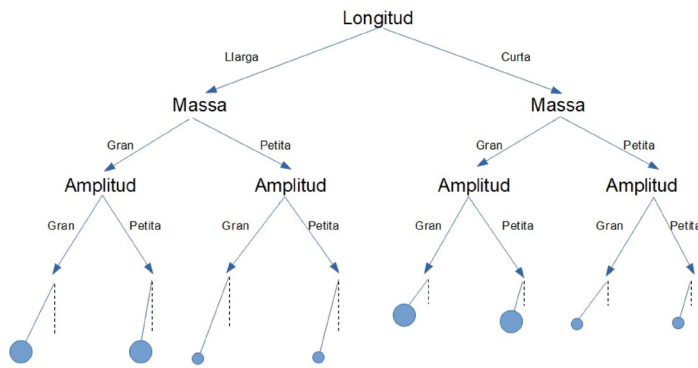 Longitud
Llarga Curta
Massa Massa
Gran Petita Gran Petita
Amplitud Amplitud Amplitud Amplitud
Gran Petita Gran Petita Gran Petita Gran Petita